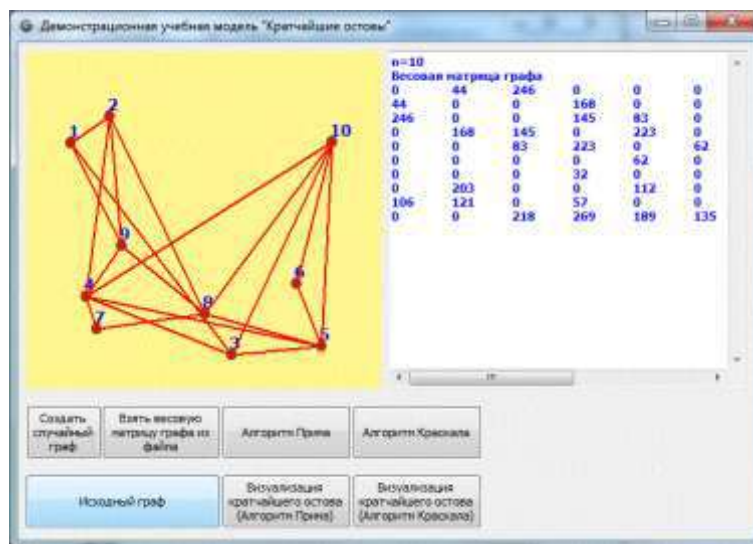 Демонстрационная учебная модель "Кратчайшие остовы"
n=10
Весовая матрица графа
0 44 246 0 0 0
44 0 0 168 0 0
246 0 0 145 83 0
0 168 145 0 223 0
0 0 83 223 0 62
0 0 0 0 62 0
0 0 0 32 0 0
0 203 0 0 112 0
106 121 0 57 0 0
0 0 218 269 189 135
2
1
10
9
6
4
8
7
3
5
Создать случайный граф
Взять весовую матрицу графа из файла
Алгоритм Прима
Алгоритм Краскала
Исходный граф
Визуализация кратчайшего остова (Алгоритм Прима)
Визуализация кратчайшего остова (Алгоритм Краскала)